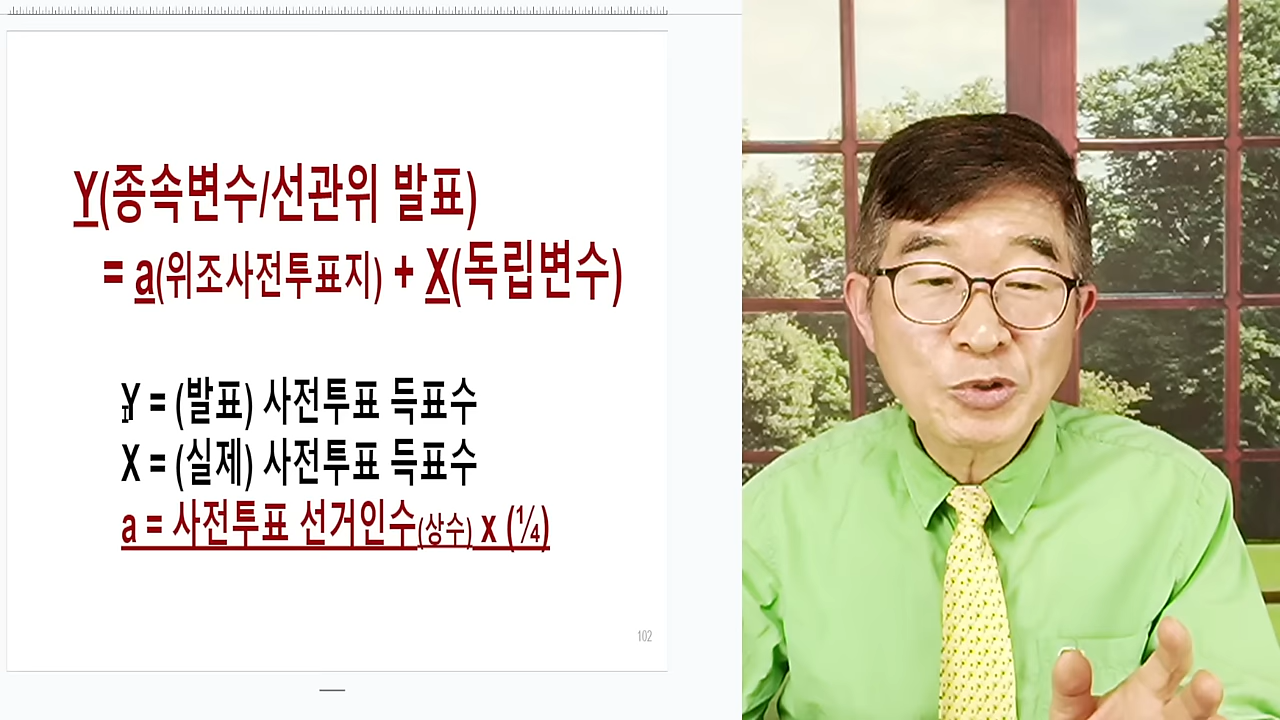 Y(종속변수/선관위 발표)
= a(위조사전투표지) + X(독립변수)
Y = (발표) 사전투표 득표수
X = (실제) 사전투표 득표수
a = 사전투표 선거인수(상수) x (¼)
102